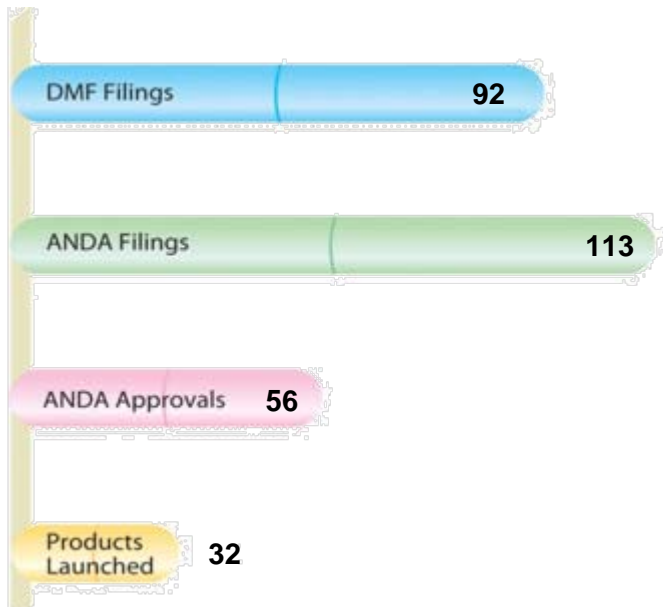 DMF Filings 92
ANDA Filings 113
ANDA Approvals 56
Products
Launched 32